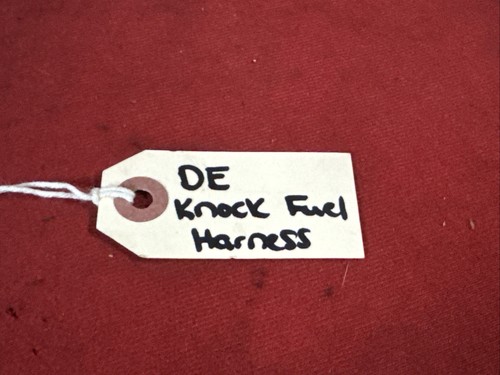 DE
Knock Fuel
Harness